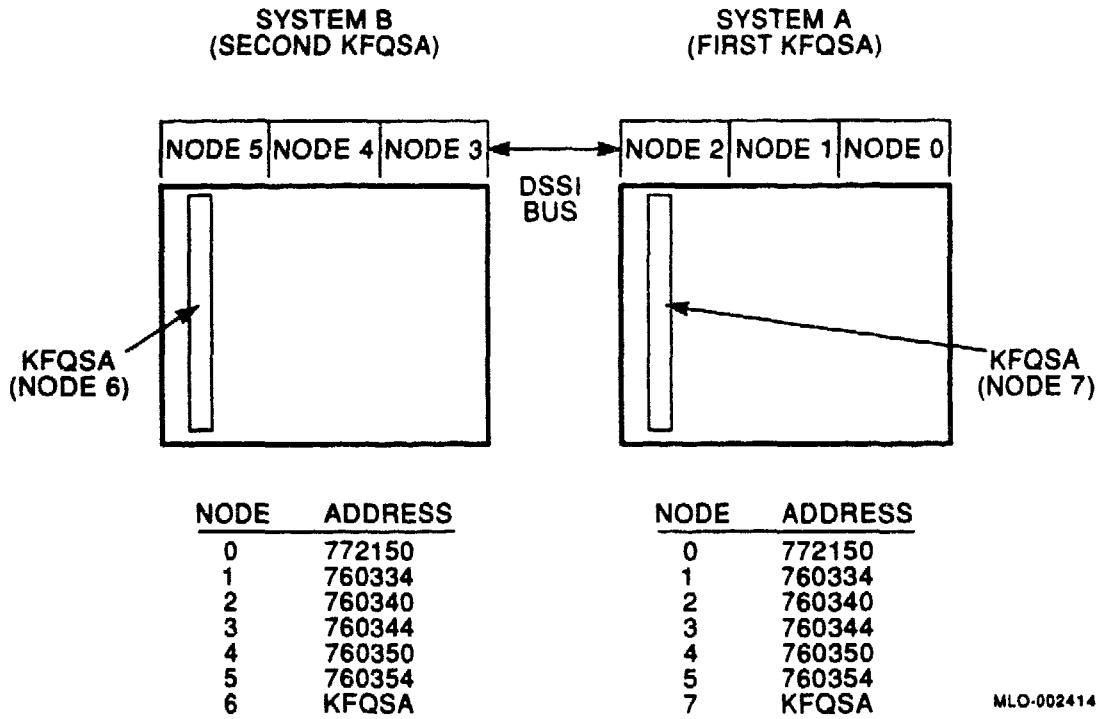 SYSTEM B
(SECOND KFQSA)
SYSTEM A
(FIRST KFQSA)
NODE 5 NODE 4 NODE 3
NODE 2 NODE 1 NODE 0
DSSI
BUS
KFQSA
(NODE 6)
KFQSA
(NODE 7)
NODE ADDRESS
0 772150
1 760334
2 760340
3 760344
4 760350
5 760354
6 KFQSA
NODE ADDRESS
0 772150
1 760334
2 760340
3 760344
4 760350
5 760354
7 KFQSA
MLO-002414